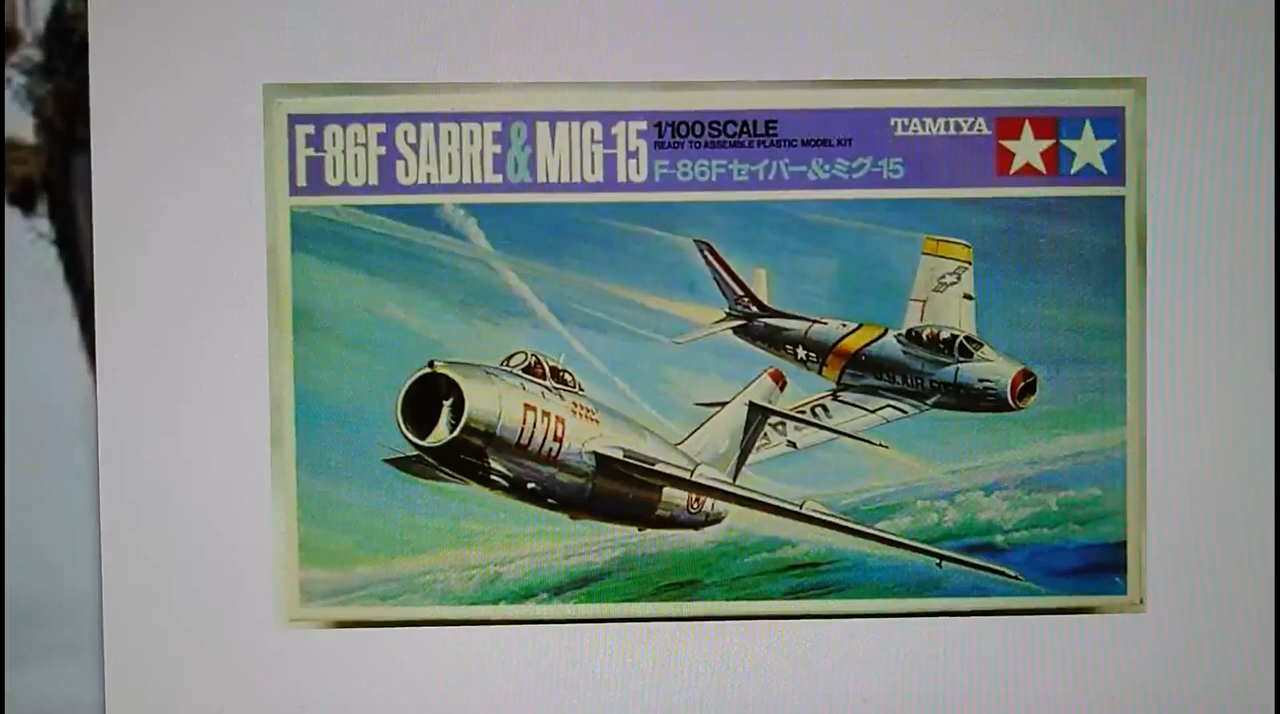 F-86F SABRE & MIG-15
1/100 SCALE
READY TO ASSEMBLE PLASTIC MODEL KIT
F-86Fセイバー&ミグ-15
TAMIYA
079
U.S. AIR FORCE